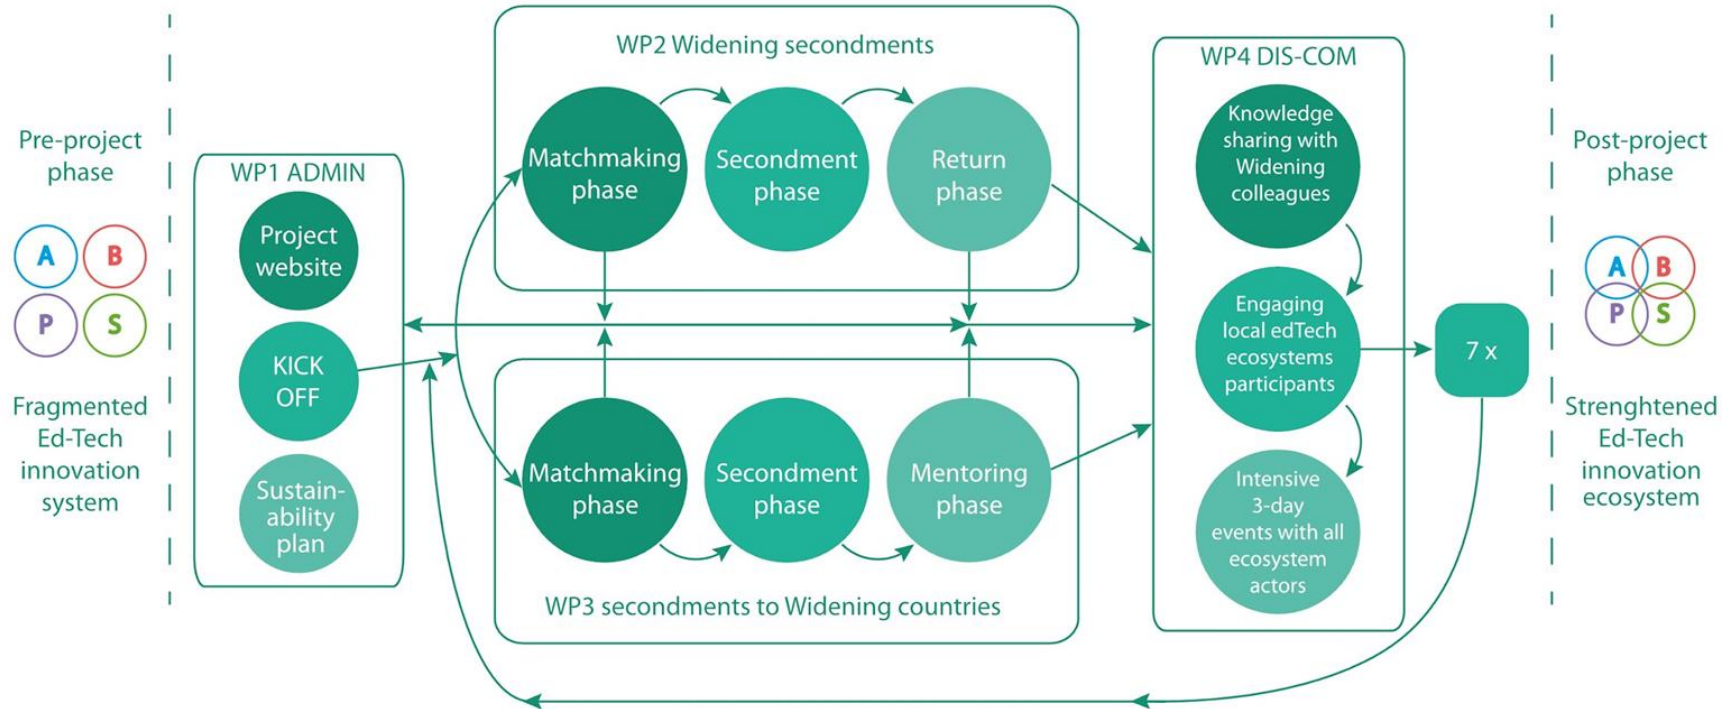 Pre-project
phase
A
B
P
S
Fragmented
Ed-Tech
innovation
system
WP1 ADMIN
Project
website
KICK
OFF
Sustain-
ability
plan
WP2 Widening secondments
Matchmaking
phase
Secondment
phase
Return
phase
Matchmaking
phase
Secondment
phase
Mentoring
phase
WP3 secondments to Widening countries
WP4 DIS-COM
Knowledge
sharing with
Widening
colleagues
Engaging
local edTech
ecosystems
participants
Intensive
3-day
events with all
ecosystem
actors
7 x
Post-project
phase
A
B
P
S
Strenghtened
Ed-Tech
innovation
ecosystem